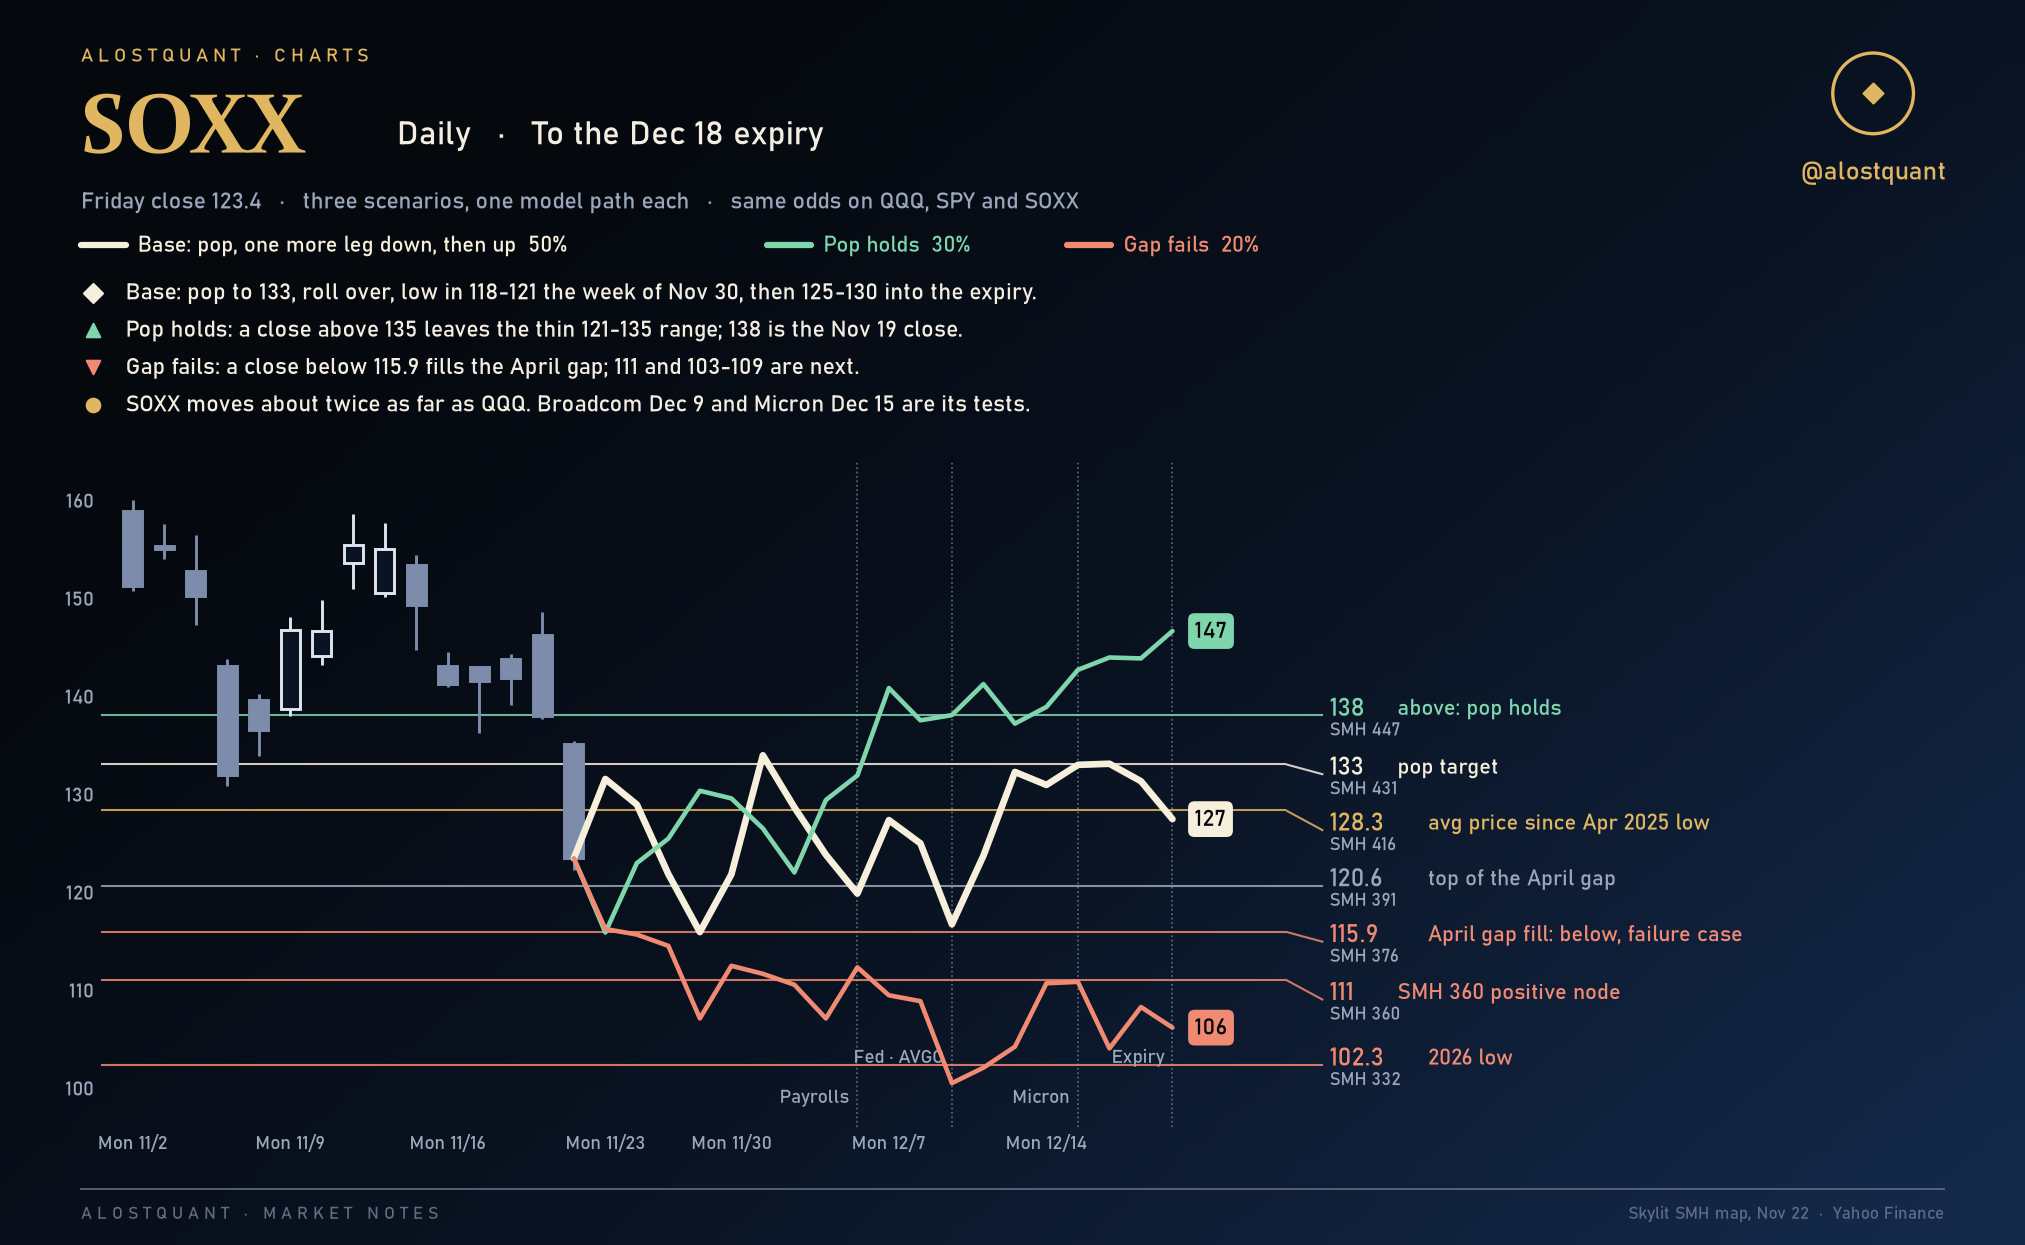 ALOSTQUANT · CHARTS
SOXX
Daily · To the Dec 18 expiry
@alostquant
Friday close 123.4 · three scenarios, one model path each · same odds on QQQ, SPY and SOXX
Base: pop, one more leg down, then up 50%
Pop holds 30%
Gap fails 20%
Base: pop to 133, roll over, low in 118-121 the week of Nov 30, then 125-130 into the expiry.
Pop holds: a close above 135 leaves the thin 121-135 range; 138 is the Nov 19 close.
Gap fails: a close below 115.9 fills the April gap; 111 and 103-109 are next.
SOXX moves about twice as far as QQQ. Broadcom Dec 9 and Micron Dec 15 are its tests.
160
150
140
130
120
110
100
147
127
106
138 above: pop holds
SMH 447
133 pop target
SMH 431
128.3 avg price since Apr 2025 low
SMH 416
120.6 top of the April gap
SMH 391
115.9 April gap fill: below, failure case
SMH 376
111 SMH 360 positive node
SMH 360
102.3 2026 low
SMH 332
Fed · AVGO
Expiry
Payrolls
Micron
Mon 11/2
Mon 11/9
Mon 11/16
Mon 11/23
Mon 11/30
Mon 12/7
Mon 12/14
ALOSTQUANT · MARKET NOTES
Skylit SMH map, Nov 22 · Yahoo Finance